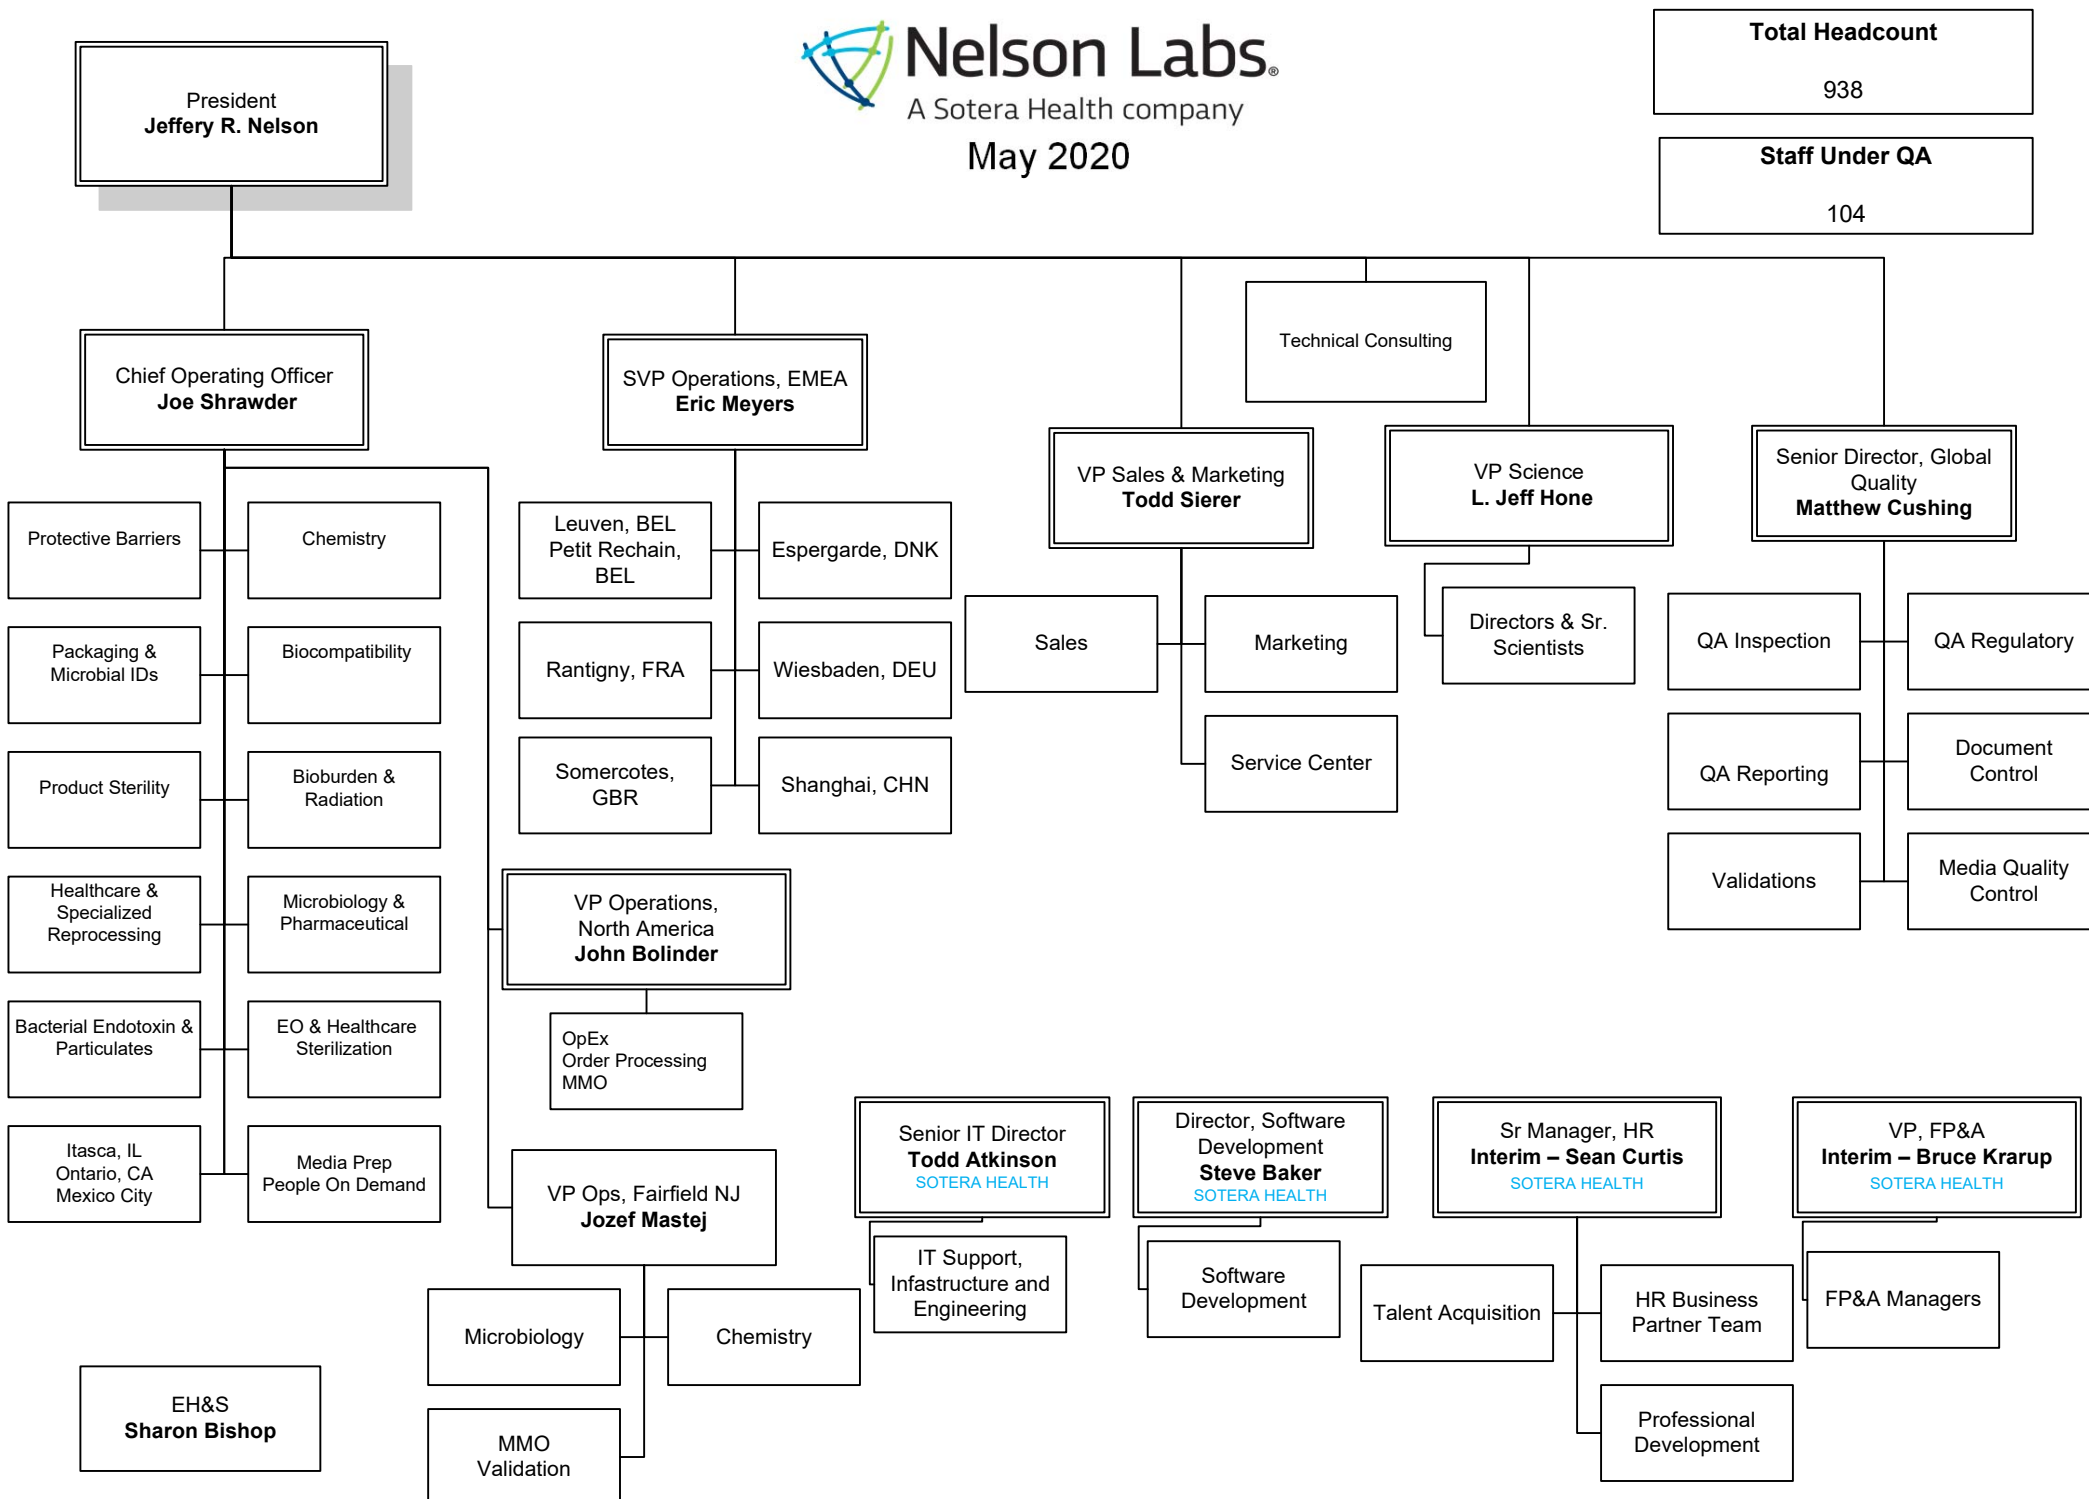 Nelson Labs®
A Sotera Health company
May 2020
Total Headcount
938
Staff Under QA
104
President
Jeffery R. Nelson
Technical Consulting
Chief Operating Officer
Joe Shrawder
SVP Operations, EMEA
Eric Meyers
VP Sales & Marketing
Todd Sierer
VP Science
L. Jeff Hone
Senior Director, Global
Quality
Matthew Cushing
Protective Barriers
Chemistry
Packaging &
Microbial IDs
Biocompatibility
Product Sterility
Bioburden &
Radiation
Healthcare &
Specialized
Reprocessing
Microbiology &
Pharmaceutical
Bacterial Endotoxin &
Particulates
EO & Healthcare
Sterilization
Itasca, IL
Ontario, CA
Mexico City
Media Prep
People On Demand
Leuven, BEL
Petit Rechain,
BEL
Espergarde, DNK
Rantigny, FRA
Wiesbaden, DEU
Somercotes,
GBR
Shanghai, CHN
Sales
Marketing
Service Center
Directors & Sr.
Scientists
QA Inspection
QA Regulatory
QA Reporting
Document
Control
Validations
Media Quality
Control
VP Operations,
North America
John Bolinder
OpEx
Order Processing
MMO
VP Ops, Fairfield NJ
Jozef Mastej
Microbiology
Chemistry
MMO
Validation
Senior IT Director
Todd Atkinson
SOTERA HEALTH
IT Support,
Infastructure and
Engineering
Director, Software
Development
Steve Baker
SOTERA HEALTH
Software
Development
Sr Manager, HR
Interim – Sean Curtis
SOTERA HEALTH
Talent Acquisition
HR Business
Partner Team
Professional
Development
VP, FP&A
Interim – Bruce Krarup
SOTERA HEALTH
FP&A Managers
EH&S
Sharon Bishop